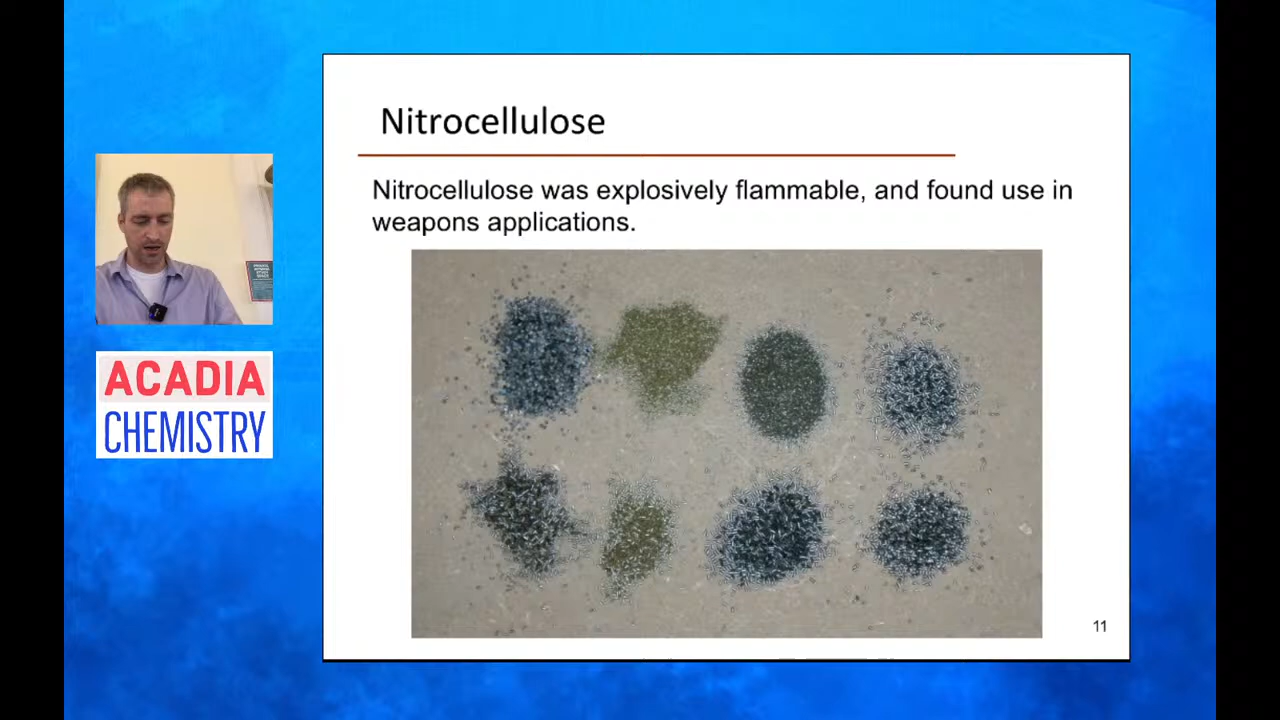 Nitrocellulose
Nitrocellulose was explosively flammable, and found use in
weapons applications.
ACADIA
CHEMISTRY
11